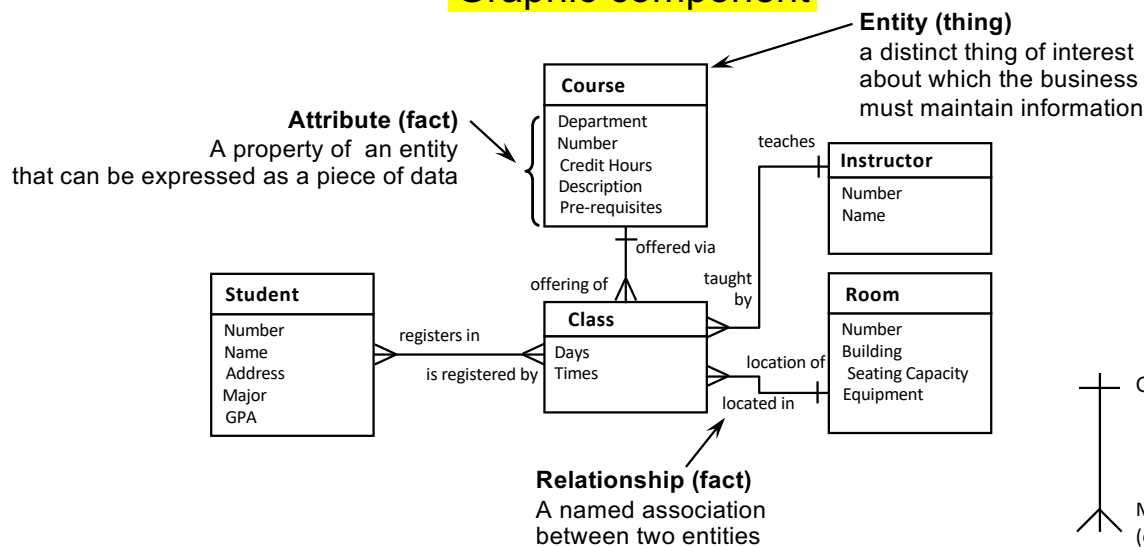 Graphic component
Entity (thing)
a distinct thing of interest
about which the business
must maintain information
Attribute (fact)
A property of an entity
that can be expressed as a piece of data
Course
Department
Number
Credit Hours
Description
Pre-requisites
teaches
Instructor
Number
Name
offered via
offering of
taught
by
Student
Number
Name
Address
Major
GPA
registers in
is registered by
Class
Days
Times
location of
located in
Room
Number
Building
Seating Capacity
Equipment
Relationship (fact)
A named association
between two entities